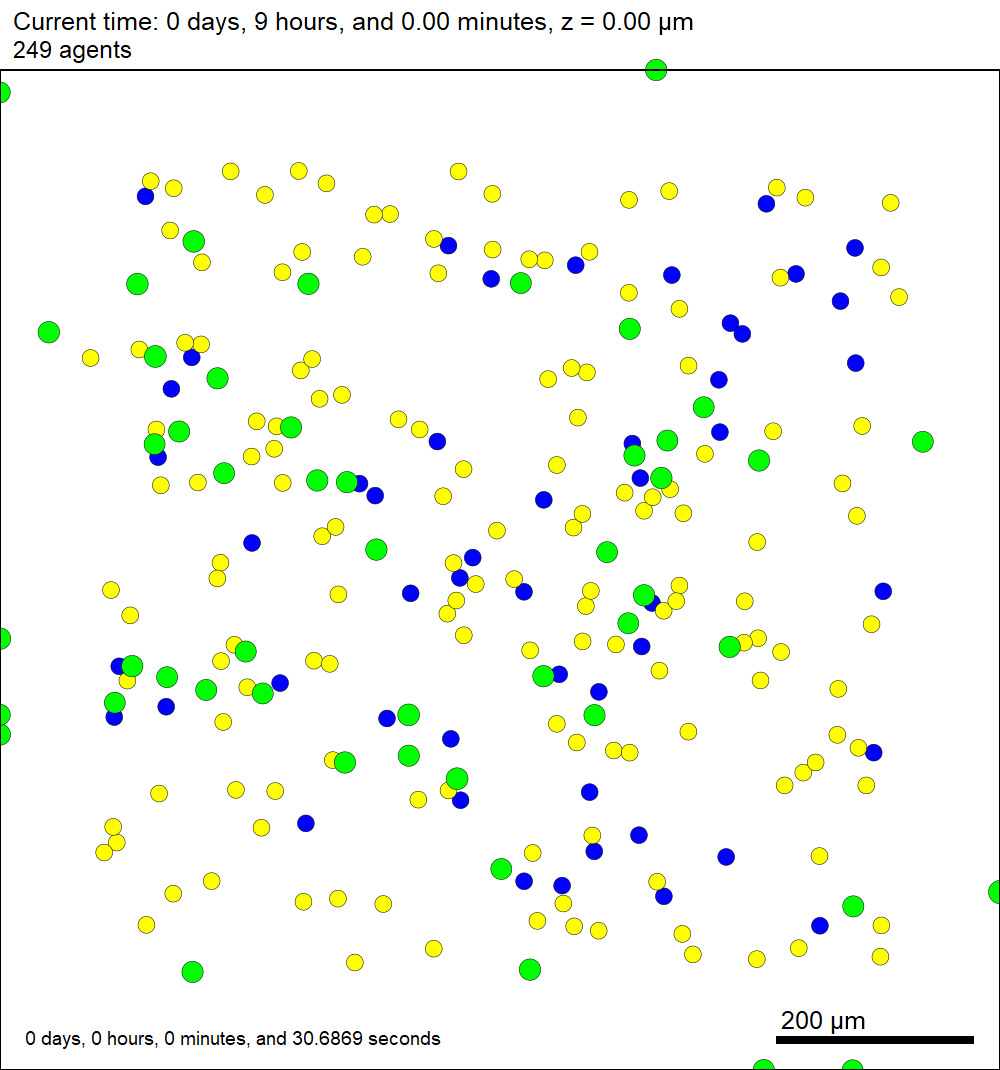 Current time: 0 days, 9 hours, and 0.00 minutes, z = 0.00 μm
249 agents
200 μm
0 days, 0 hours, 0 minutes, and 30.6869 seconds